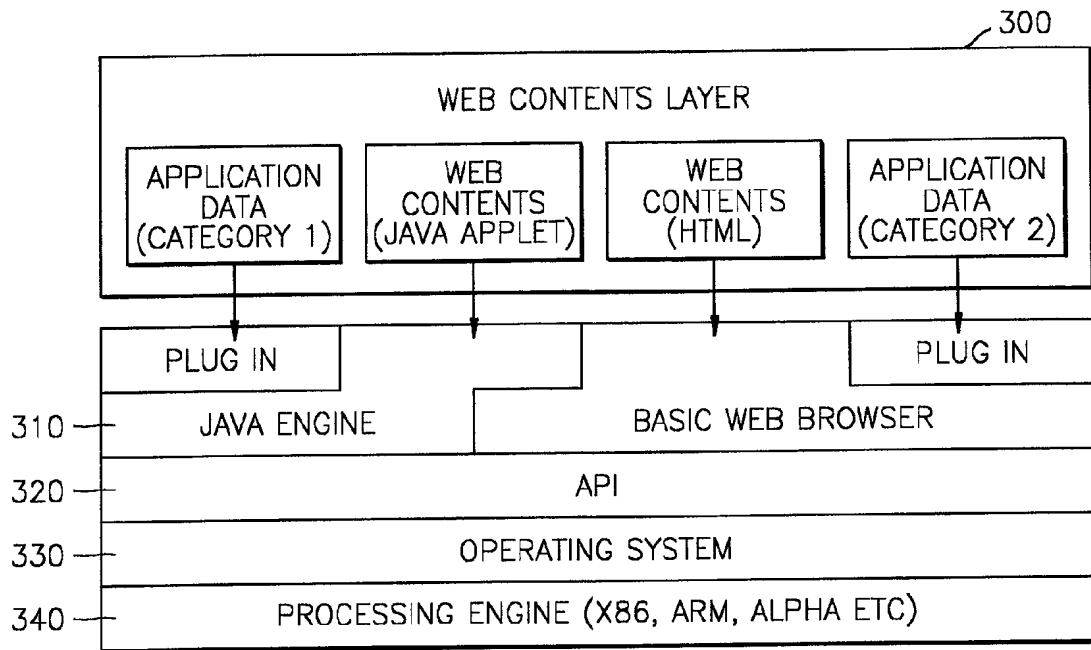 300
WEB CONTENTS LAYER
APPLICATION
DATA
(CATEGORY 1)
WEB
CONTENTS
(JAVA APPLET)
WEB
CONTENTS
(HTML)
APPLICATION
DATA
(CATEGORY 2)
PLUG IN
PLUG IN
310
JAVA ENGINE
BASIC WEB BROWSER
320
API
330
OPERATING SYSTEM
340
PROCESSING ENGINE (X86, ARM, ALPHA ETC)